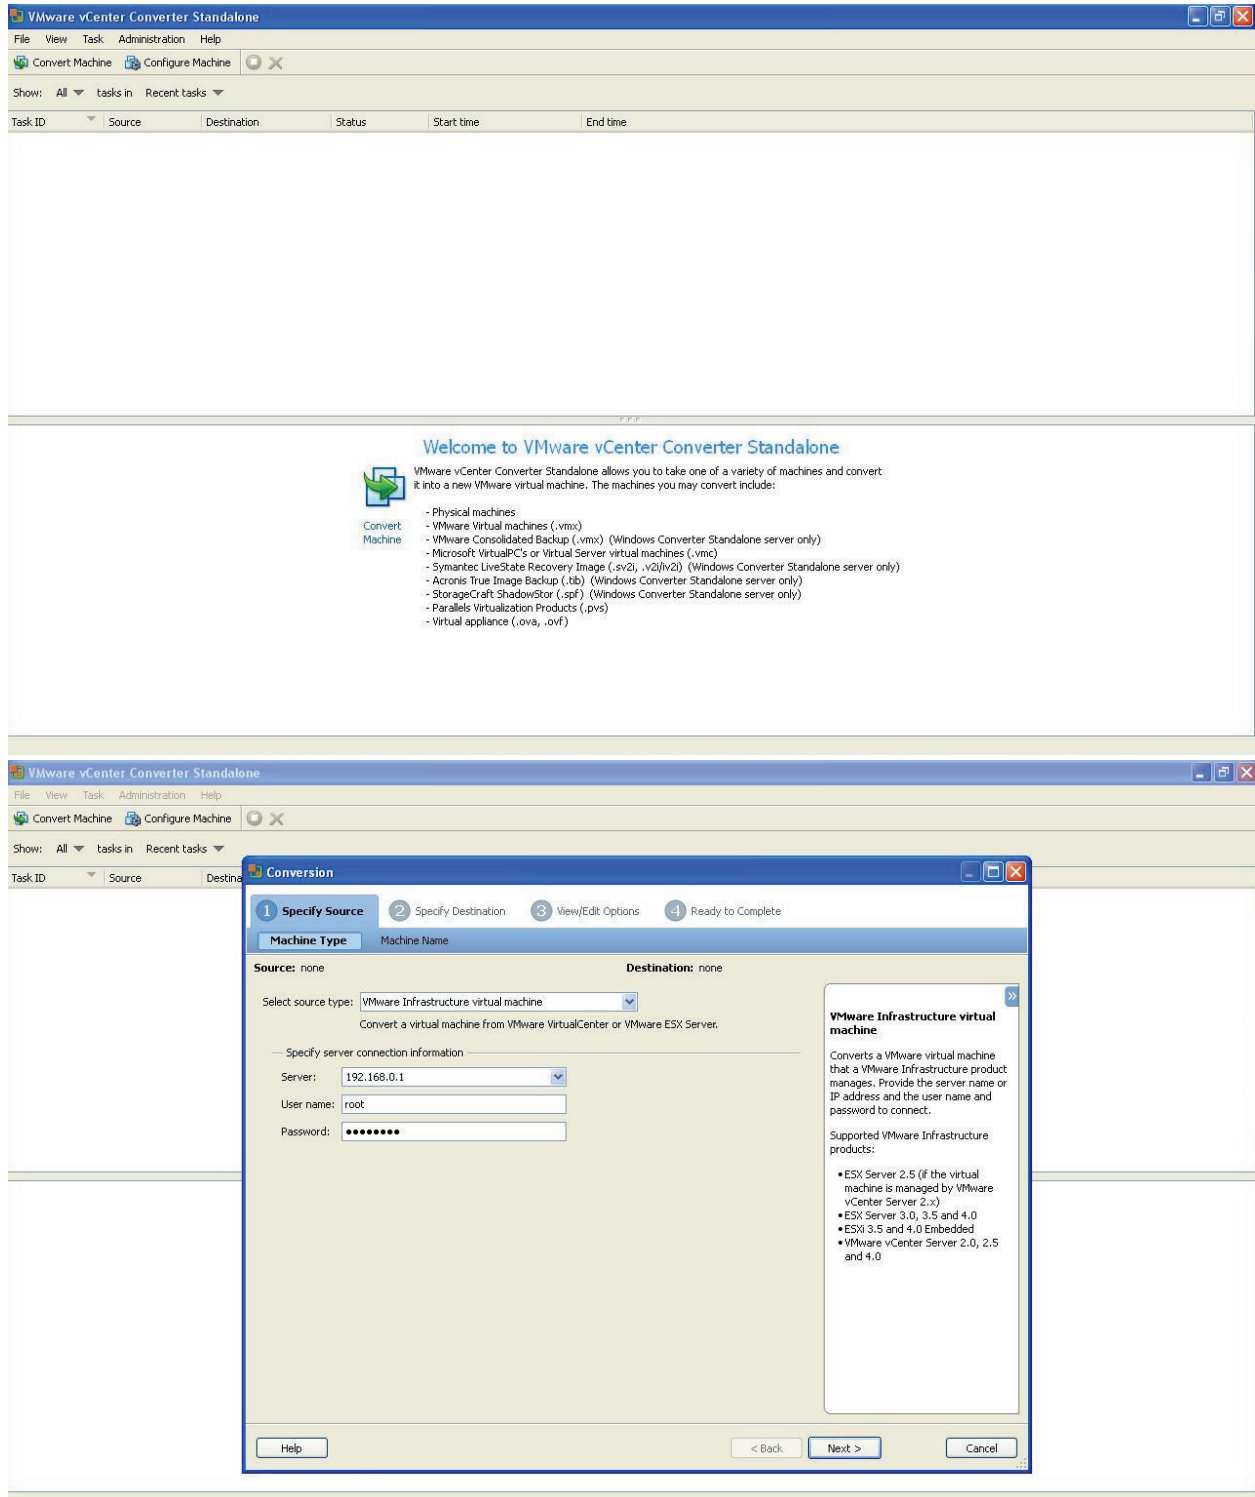 VMware vCenter Converter Standalone
File View Task Administration Help
Convert Machine Configure Machine
Show: All tasks in Recent tasks
Task ID Source Destination Status Start time End time
Welcome to VMware vCenter Converter Standalone
VMware vCenter Converter Standalone allows you to take one of a variety of machines and convert
it into a new VMware virtual machine. The machines you may convert include:
Convert
Machine
- Physical machines
- VMware Virtual machines (.vmx)
- VMware Consolidated Backup (.vmx) (Windows Converter Standalone server only)
- Microsoft VirtualPC's or Virtual Server virtual machines (.vmc)
- Symantec LiveState Recovery Image (.sv2i, .v2i/iv2i) (Windows Converter Standalone server only)
- Acronis True Image Backup (.tib) (Windows Converter Standalone server only)
- StorageCraft ShadowStor (.spf) (Windows Converter Standalone server only)
- Parallels Virtualization Products (.pvs)
- Virtual appliance (.ova, .ovf)
VMware vCenter Converter Standalone
File View Task Administration Help
Convert Machine Configure Machine
Show: All tasks in Recent tasks
Task ID Source Destina
Conversion
1 Specify Source 2 Specify Destination 3 View/Edit Options 4 Ready to Complete
Machine Type Machine Name
Source: none Destination: none
Select source type: VMware Infrastructure virtual machine
Convert a virtual machine from VMware VirtualCenter or VMware ESX Server.
Specify server connection information
Server: 192.168.0.1
User name: root
Password: ●●●●●●●●
»
VMware Infrastructure virtual
machine
Converts a VMware virtual machine
that a VMware Infrastructure product
manages. Provide the server name or
IP address and the user name and
password to connect.
Supported VMware Infrastructure
products:
• ESX Server 2.5 (if the virtual
machine is managed by VMware
vCenter Server 2.x)
• ESX Server 3.0, 3.5 and 4.0
• ESXi 3.5 and 4.0 Embedded
• VMware vCenter Server 2.0, 2.5
and 4.0
Help < Back Next > Cancel